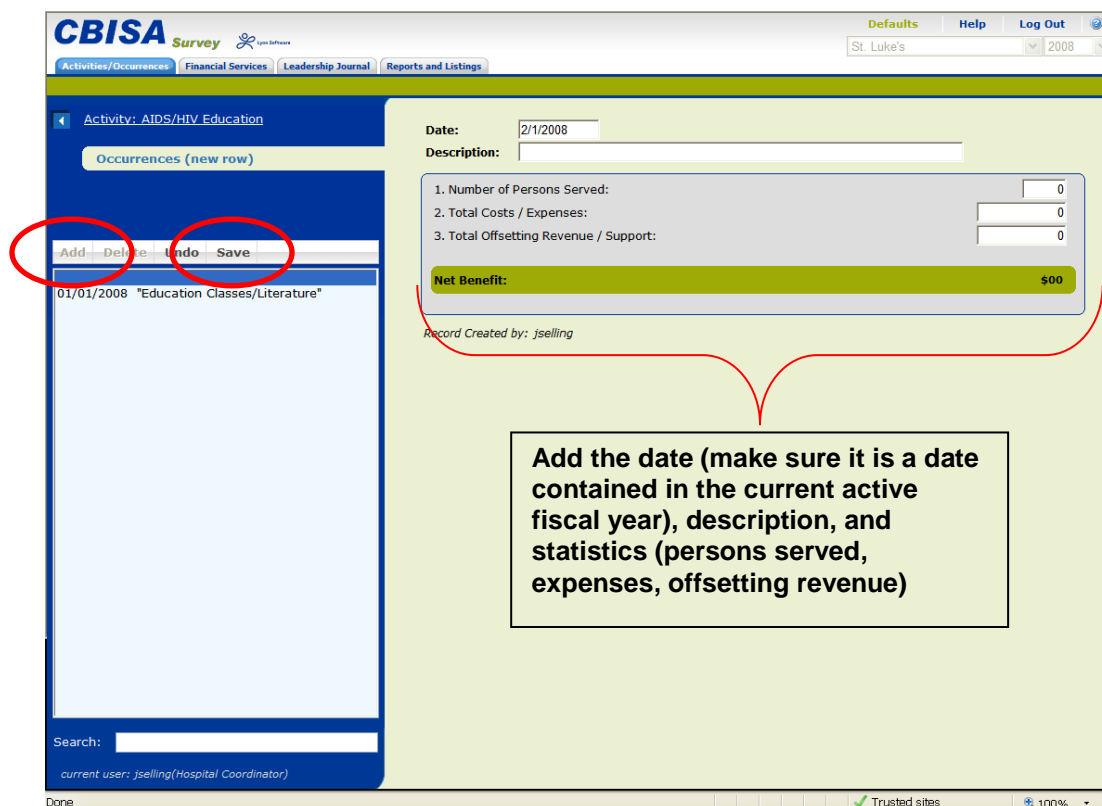 CBISA Survey Lyon Software
Defaults Help Log Out
St. Luke's 2008
Activities/Occurrences Financial Services Leadership Journal Reports and Listings
Activity: AIDS/HIV Education
Occurrences (new row)
Date: 2/1/2008
Description:
1. Number of Persons Served: 0
2. Total Costs / Expenses: 0
3. Total Offsetting Revenue / Support: 0
Net Benefit: $00
Record Created by: jselling
Add Delete Undo Save
01/01/2008 "Education Classes/Literature"
Add the date (make sure it is a date
contained in the current active
fiscal year), description, and
statistics (persons served,
expenses, offsetting revenue)
Search:
current user: jselling(Hospital Coordinator)
Done Trusted sites 100%